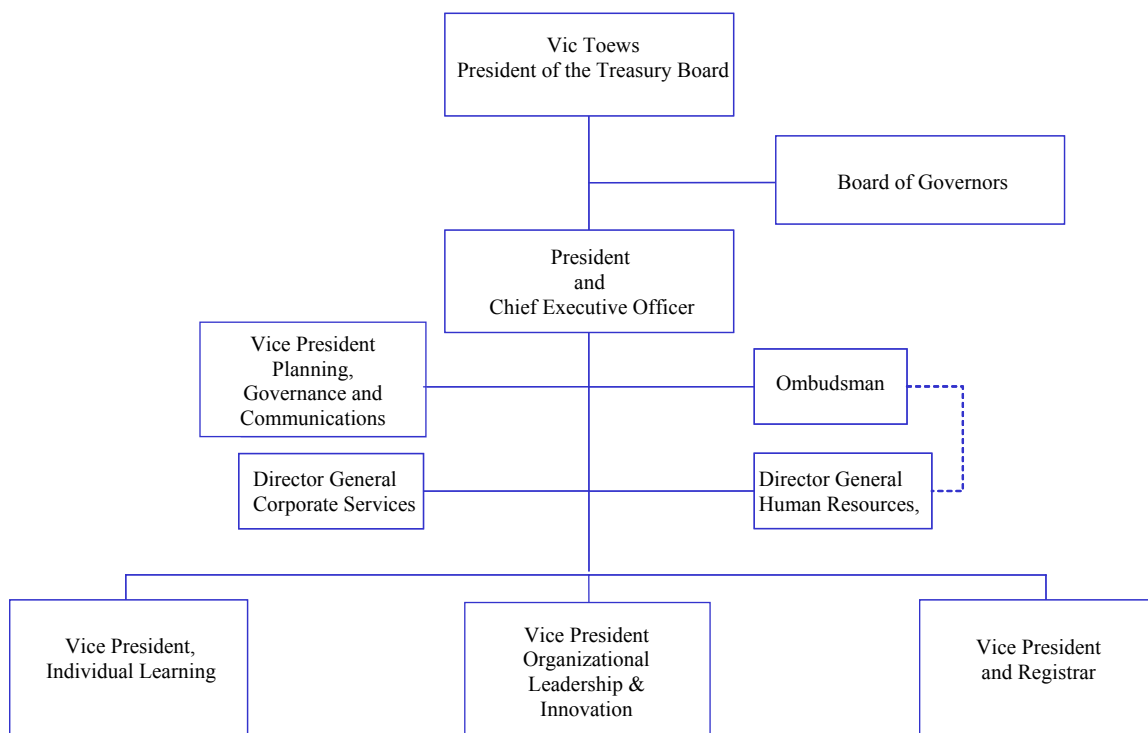 Vic Toews
President of the Treasury Board
Board of Governors
President
and
Chief Executive Officer
Vice President
Planning,
Governance and
Communications
Ombudsman
Director General
Corporate Services
Director General
Human Resources,
Vice President,
Individual Learning
Vice President
Organizational
Leadership &
Innovation
Vice President
and Registrar